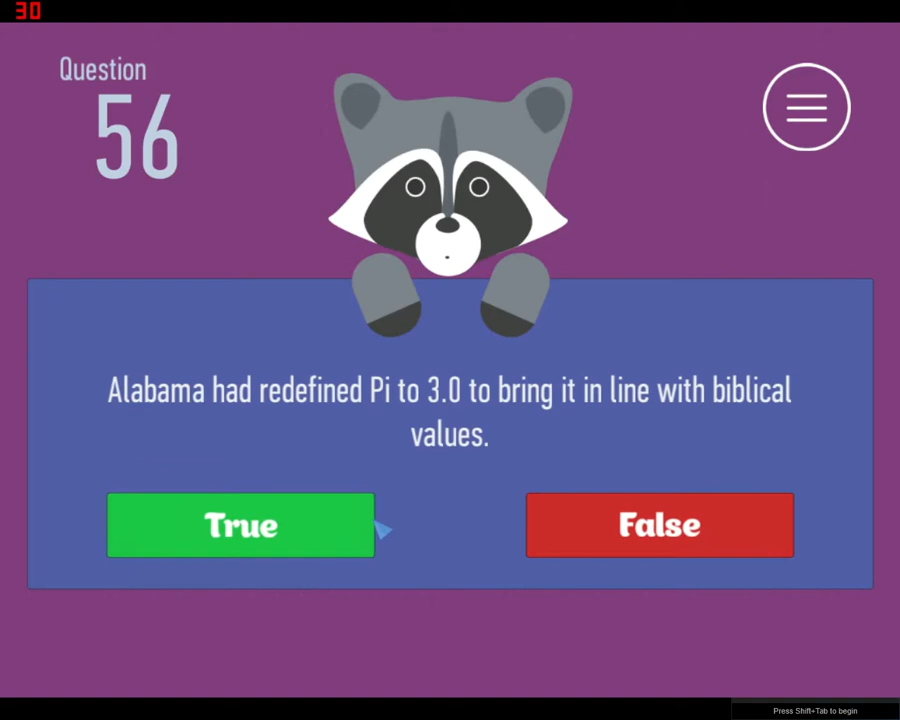 30
Question
56
Alabama had redefined Pi to 3.0 to bring it in line with biblical
values.
True
False
Press Shift+Tab to begin